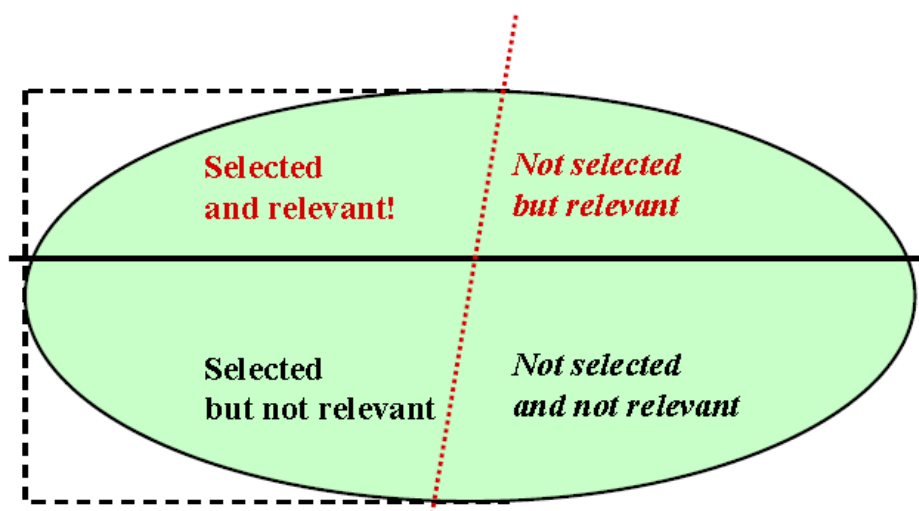 Selected
and relevant!
Not selected
but relevant
Selected
but not relevant
Not selected
and not relevant